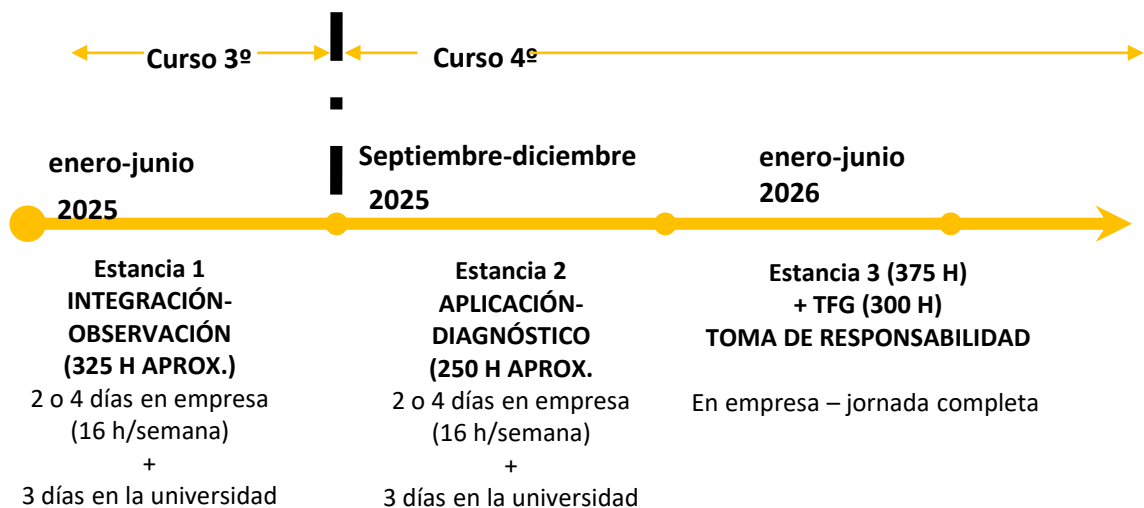 Curso 3º
Curso 4º
enero-junio
2025
Septiembre-diciembre
2025
enero-junio
2026
Estancia 1
INTEGRACIÓN-
OBSERVACIÓN
(325 H APROX.)
2 o 4 días en empresa
(16 h/semana)
+
3 días en la universidad
Estancia 2
APLICACIÓN-
DIAGNÓSTICO
(250 H APROX.
2 o 4 días en empresa
(16 h/semana)
+
3 días en la universidad
Estancia 3 (375 H)
+ TFG (300 H)
TOMA DE RESPONSABILIDAD
En empresa – jornada completa